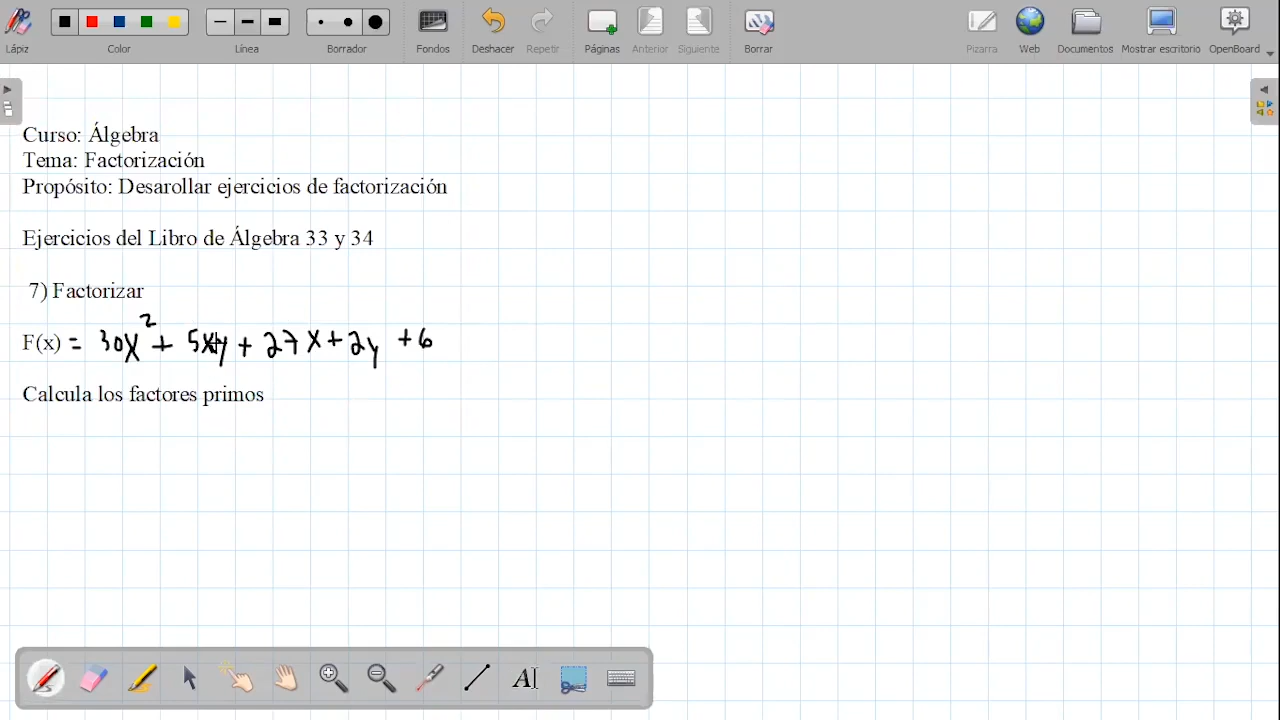 Lápiz Color Línea Borrador Fondos Deshacer Repetir Páginas Anterior Siguiente Borrar Pizarra Web Documentos Mostrar escritorio OpenBoard
Curso: Álgebra
Tema: Factorización
Propósito: Desarollar ejercicios de factorización
Ejercicios del Libro de Álgebra 33 y 34
7) Factorizar
F(x) = 30x² + 5xy + 27x + 2y + 6
Calcula los factores primos